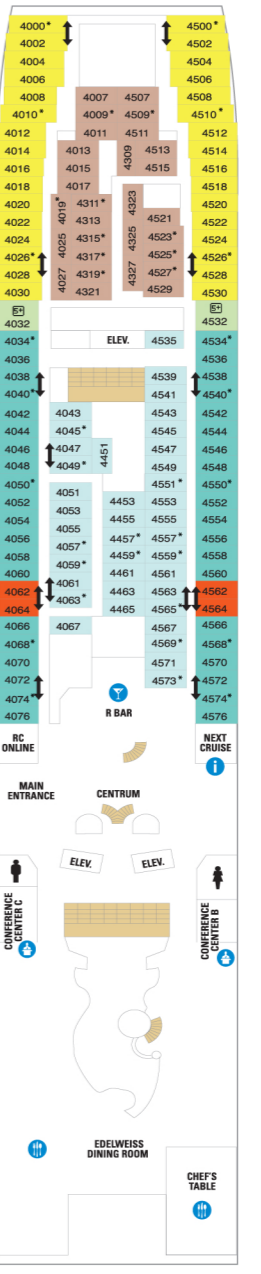 4000* 4500*
4002 4502
4004 4504
4006 4506
4008 4007 4507 4508
4010* 4009* 4509* 4510*
4012 4011 4511 4512
4014 4013 4309 4513 4514
4016 4015 4515 4516
4018 4017 4518
4020 4019* 4311* 4323 4520
4022 4313 4521 4522
4024 4025 4315* 4325 4523* 4524
4026* 4317* 4525* 4526*
4028 4027 4319* 4327 4527* 4528
4030 4321 4529 4530
5+ 5+
4032 4532
4034* ELEV. 4535 4534*
4036 4536
4038 4539 4538
4040* 4541 4540*
4042 4043 4543 4542
4044 4045* 4545 4544
4046 4047 4451 4547 4546
4048 4049* 4549 4548
4050* 4551* 4550*
4052 4051 4453 4553 4552
4054 4053 4455 4555 4554
4056 4055 4457* 4557* 4556
4058 4057* 4459* 4559* 4558
4060 4059* 4461 4561 4560
4062 4061 4463 4563 4562
4064 4063* 4465 4565* 4564
4066 4067 4567 4566
4068* 4569* 4568*
4070 4571 4570
4072 4573* 4572
4074* 4574*
4076 R BAR 4576
RC
ONLINE
NEXT
CRUISE
i
MAIN
ENTRANCE
CENTRUM
ELEV. ELEV.
CONFERENCE
CENTER C
CONFERENCE
CENTER B
EDELWEISS
DINING ROOM
CHEF'S
TABLE